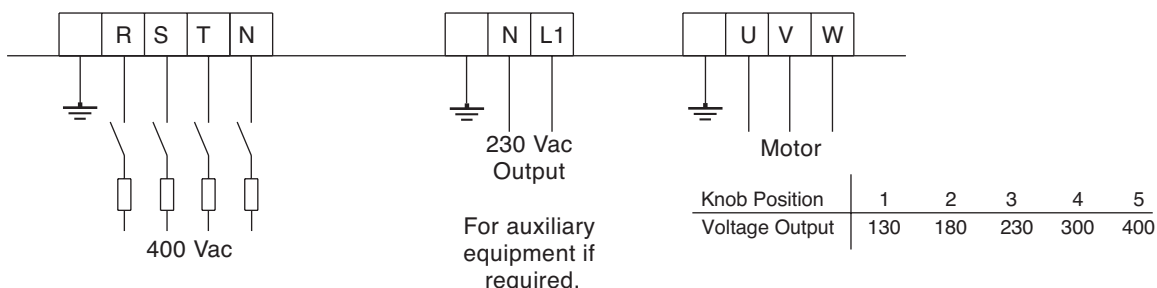 R S T N
400 Vac
N L1
230 Vac
Output
For auxiliary
equipment if
required.
U V W
Motor
Knob Position 1 2 3 4 5
Voltage Output 130 180 230 300 400